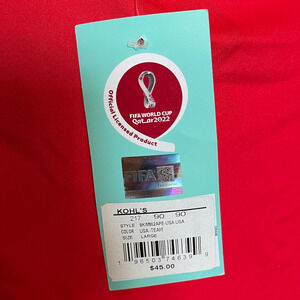 FIFA WORLD CUP
Qatar2022
Official Licensed Product
FIFA
KOHL'S
217 90 90
STYLE
COLOR USA-TEAM
SIZE LARGE
$45.00